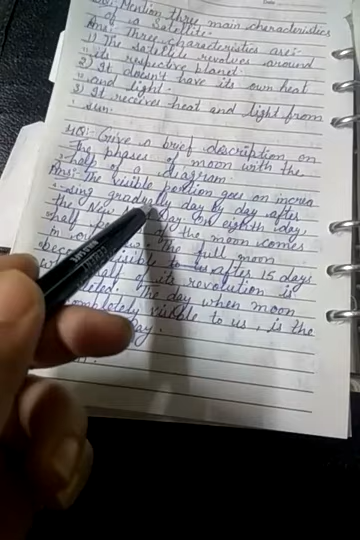 Mention three main characteristics
of a Satellite.
Ans: Three characteristics are:
1) The satellite revolves around
its respective planet.
2) It doesn't have its own heat
and light.
3) It receives heat and light from
sun.
4Q: Give a brief description on
the phases of moon with the
help of a diagram.
Ans: The visible portion goes on increa
sing gradually day by day after
the New day. On eighth day
half the moon comes
in The full moon
visible to us after 15 days
half of its revolution is
The day when moon
completely visible to us, is the
day.